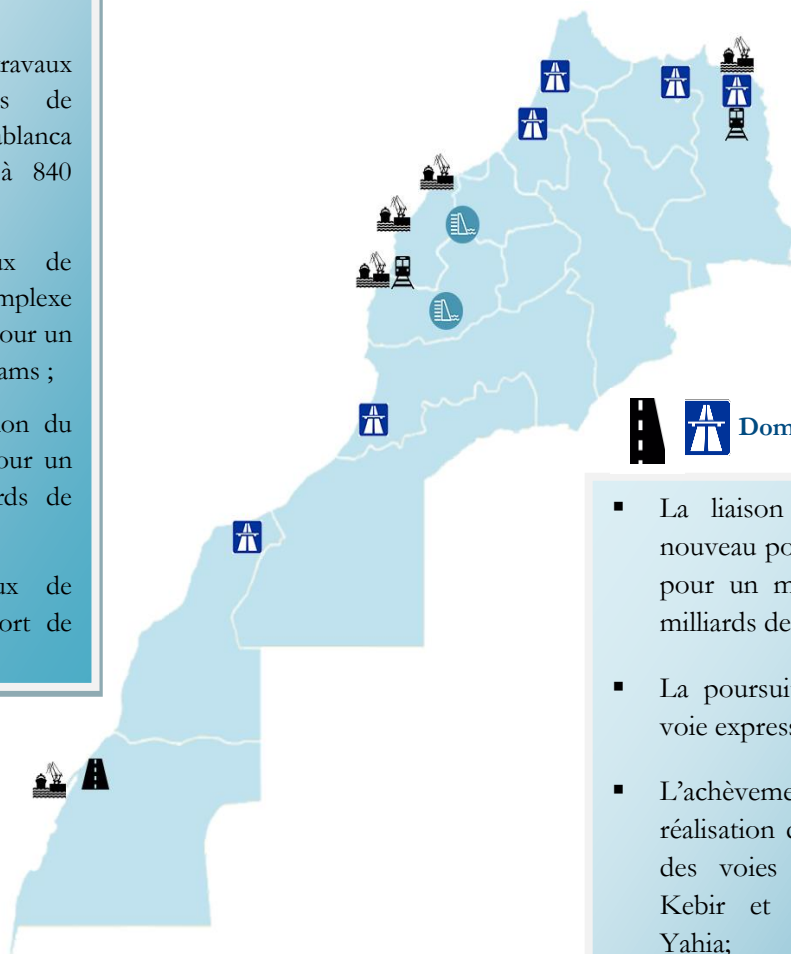 s de
ablanca
à 840
ux de
mplexe
our un
ams ;
on du
our un
rds de
ux de
ort de
Dom
La liaison
nouveau po
pour un m
milliards de
La poursui
voie express
L'achèveme
réalisation d
des voies
Kebir et
Yahia;